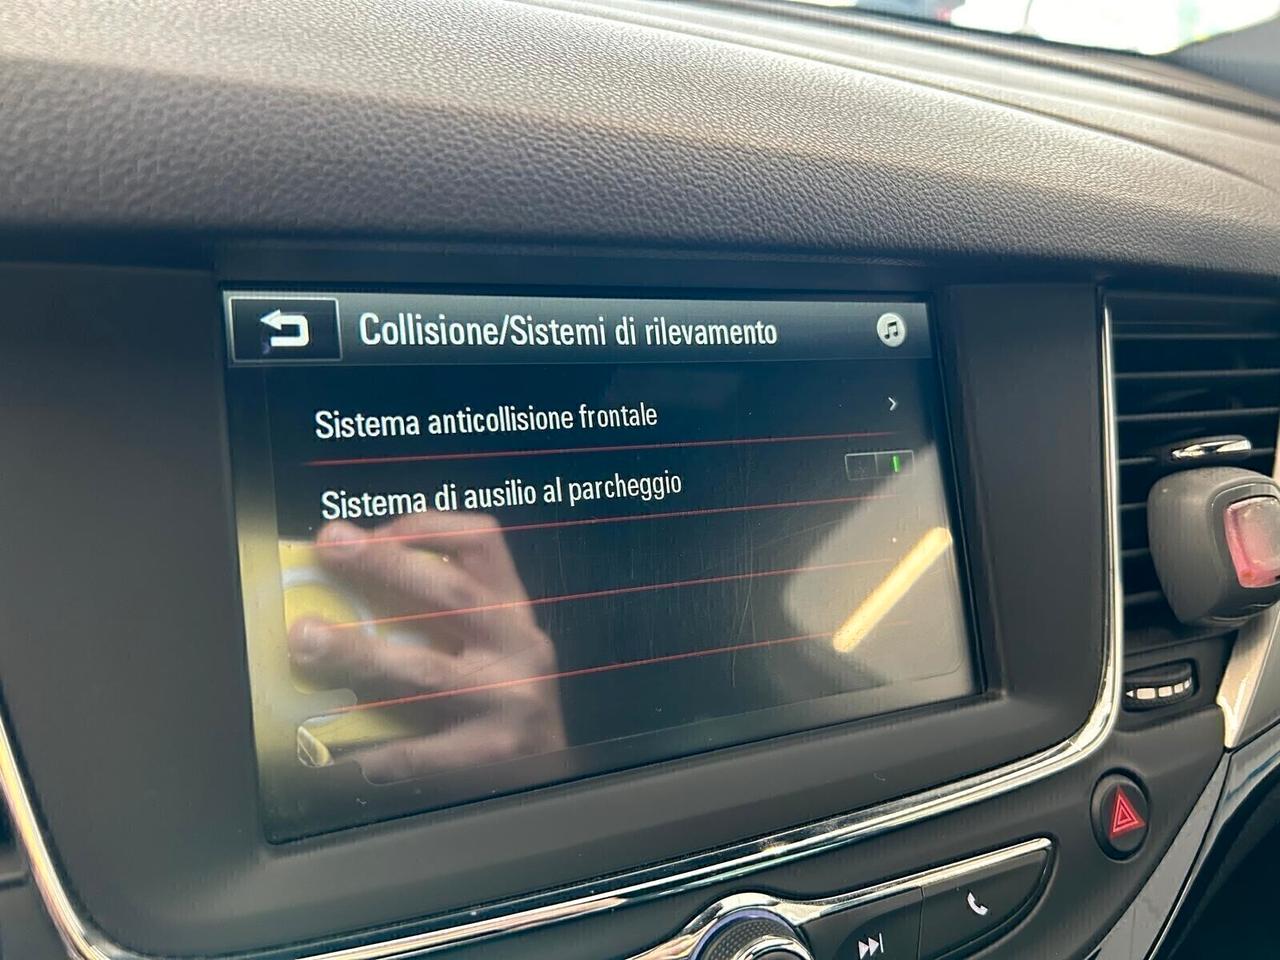 Collisione/Sistemi di rilevamento
Sistema anticollisione frontale
Sistema di ausilio al parcheggio